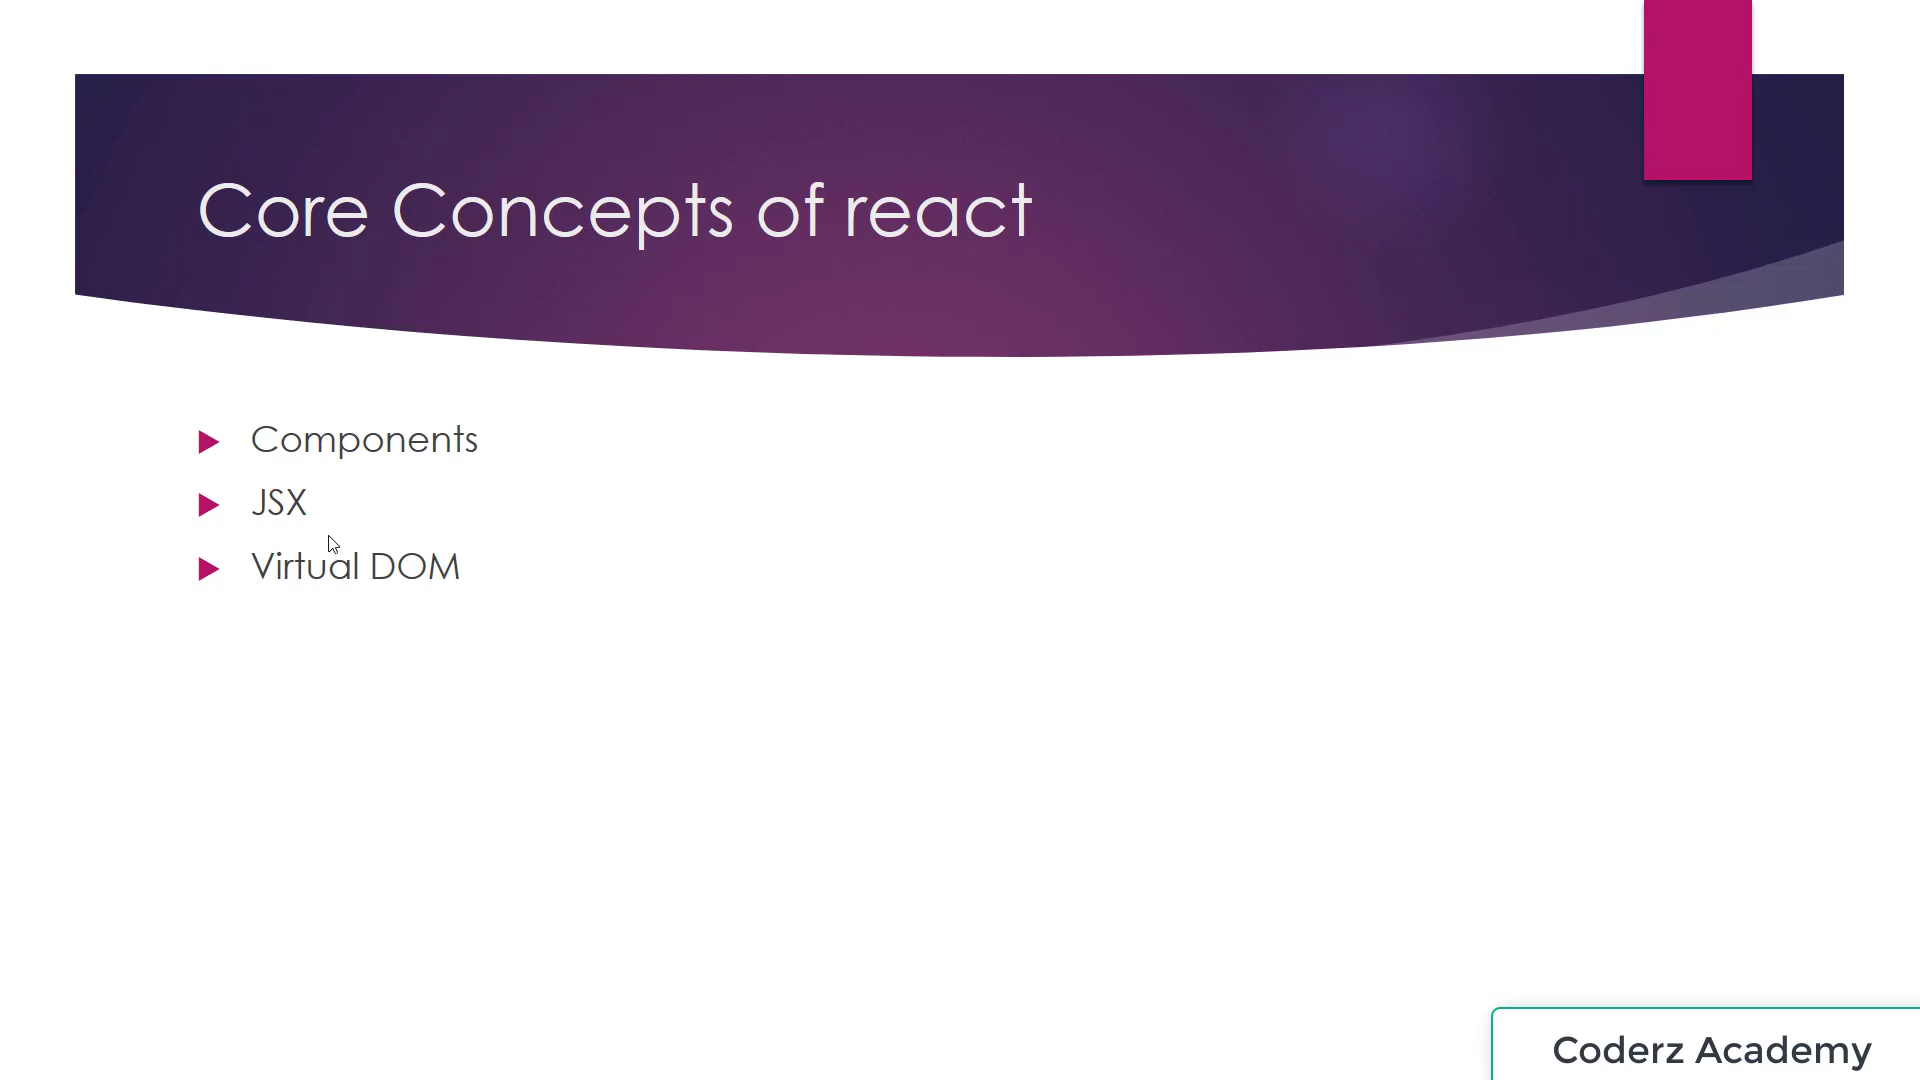 Core Concepts of react
Components
JSX
Virtual DOM
Coderz Academy